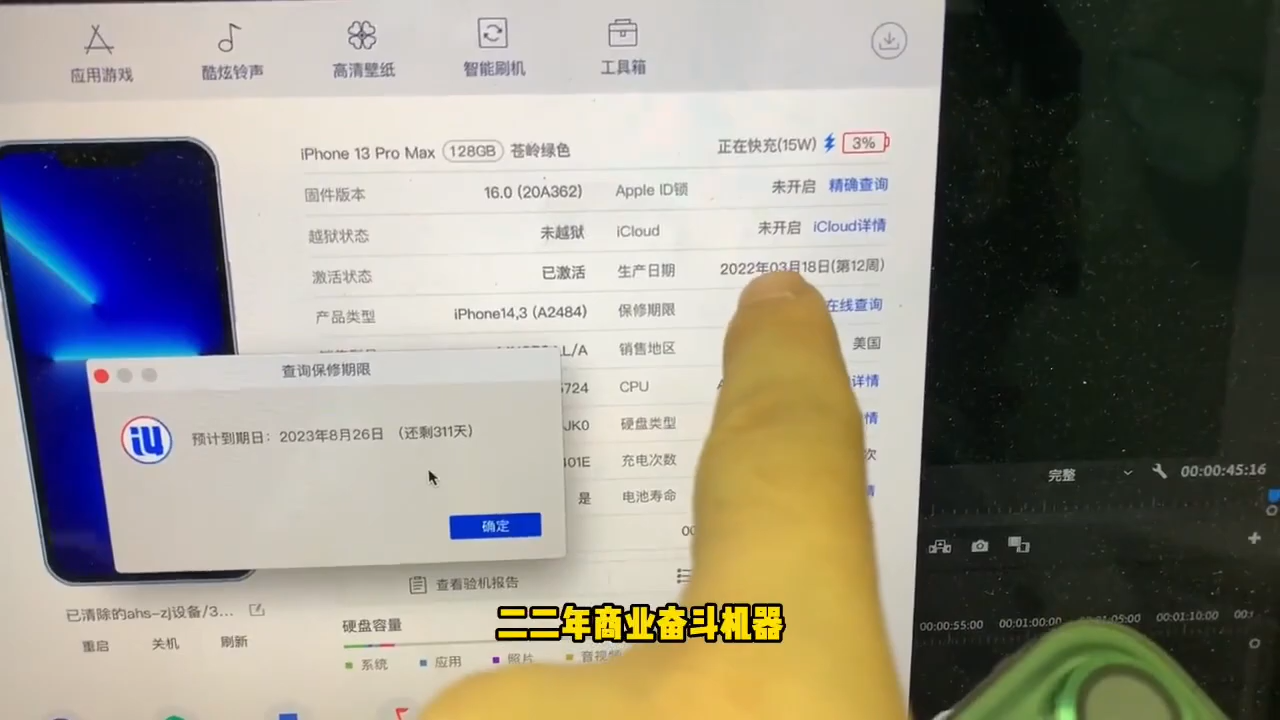 应用游戏 酷炫铃声 高清壁纸 智能刷机 工具箱
iPhone 13 Pro Max 128GB 苍岭绿色 正在快充(15W) 3%
固件版本 16.0 (20A362) Apple ID锁 未开启 精确查询
越狱状态 未越狱 iCloud 未开启 iCloud详情
激活状态 已激活 生产日期 2022年03月18日(第12周)
产品类型 iPhone14,3 (A2484) 保修期限 在线查询
L/A 销售地区 美国
查询保修期限
5724 CPU 详情
JK0 硬盘类型 情
预计到期日：2023年8月26日 （还剩311天）
401E 充电次数 次
是 电池寿命 情
确定
查看验机报告
已清除的ahs-zj设备/3...
重启 关机 刷新
硬盘容量
系统 应用 照片 音视频
二二年商业奋斗机器
完整 00:00:45:16
00:00:55:00 00:01:00:00 05:00 00:01:10:00